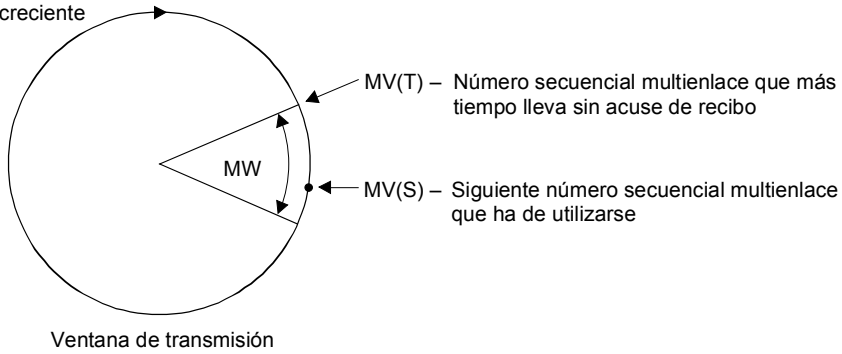 creciente
MV(T) – Número secuencial multienlace que más
tiempo lleva sin acuse de recibo
MW
MV(S) – Siguiente número secuencial multienlace
que ha de utilizarse
Ventana de transmisión